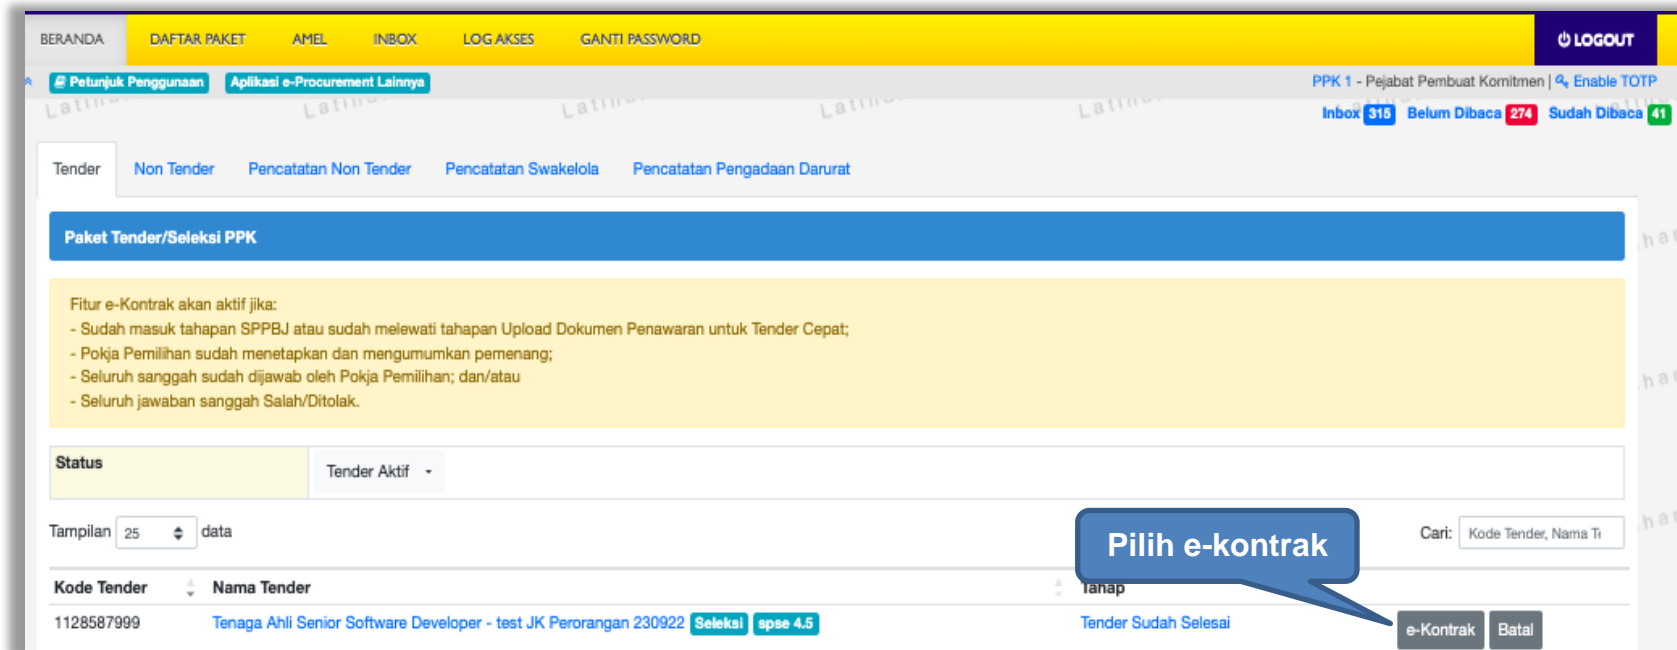 BERANDA DAFTAR PAKET AMEL INBOX LOG AKSES GANTI PASSWORD LOGOUT
Petunjuk Penggunaan Aplikasi e-Procurement Lainnya PPK 1 - Pejabat Pembuat Komitmen | Enable TOTP
Inbox 315 Belum Dibaca 274 Sudah Dibaca 41
Tender Non Tender Pencatatan Non Tender Pencatatan Swakelola Pencatatan Pengadaan Darurat
Paket Tender/Seleksi PPK
Fitur e-Kontrak akan aktif jika:
- Sudah masuk tahapan SPPBJ atau sudah melewati tahapan Upload Dokumen Penawaran untuk Tender Cepat;
- Pokja Pemilihan sudah menetapkan dan mengumumkan pemenang;
- Seluruh sanggah sudah dijawab oleh Pokja Pemilihan; dan/atau
- Seluruh jawaban sanggah Salah/Ditolak.
Status Tender Aktif
Tampilan 25 data Cari: Kode Tender, Nama Te
Pilih e-kontrak
Kode Tender Nama Tender Tahap
1128587999 Tenaga Ahli Senior Software Developer - test JK Perorangan 230922 Seleksi spse 4.5 Tender Sudah Selesai e-Kontrak Batal